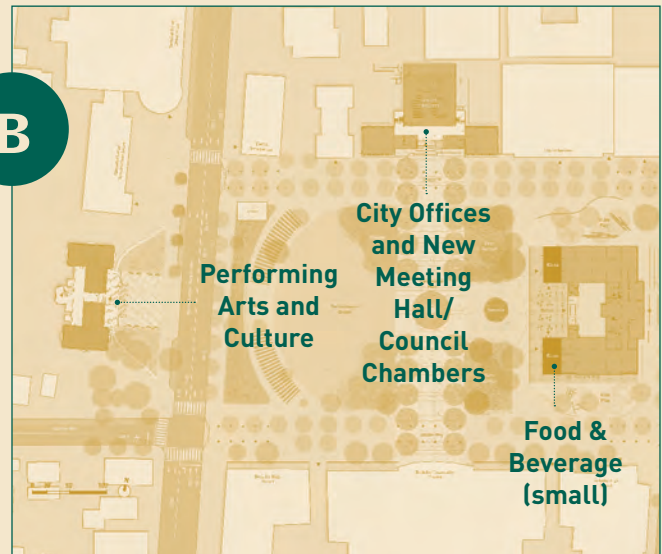 B
City Offices
and New
Meeting
Hall/
Council
Chambers
Performing
Arts and
Culture
Food &
Beverage
(small)